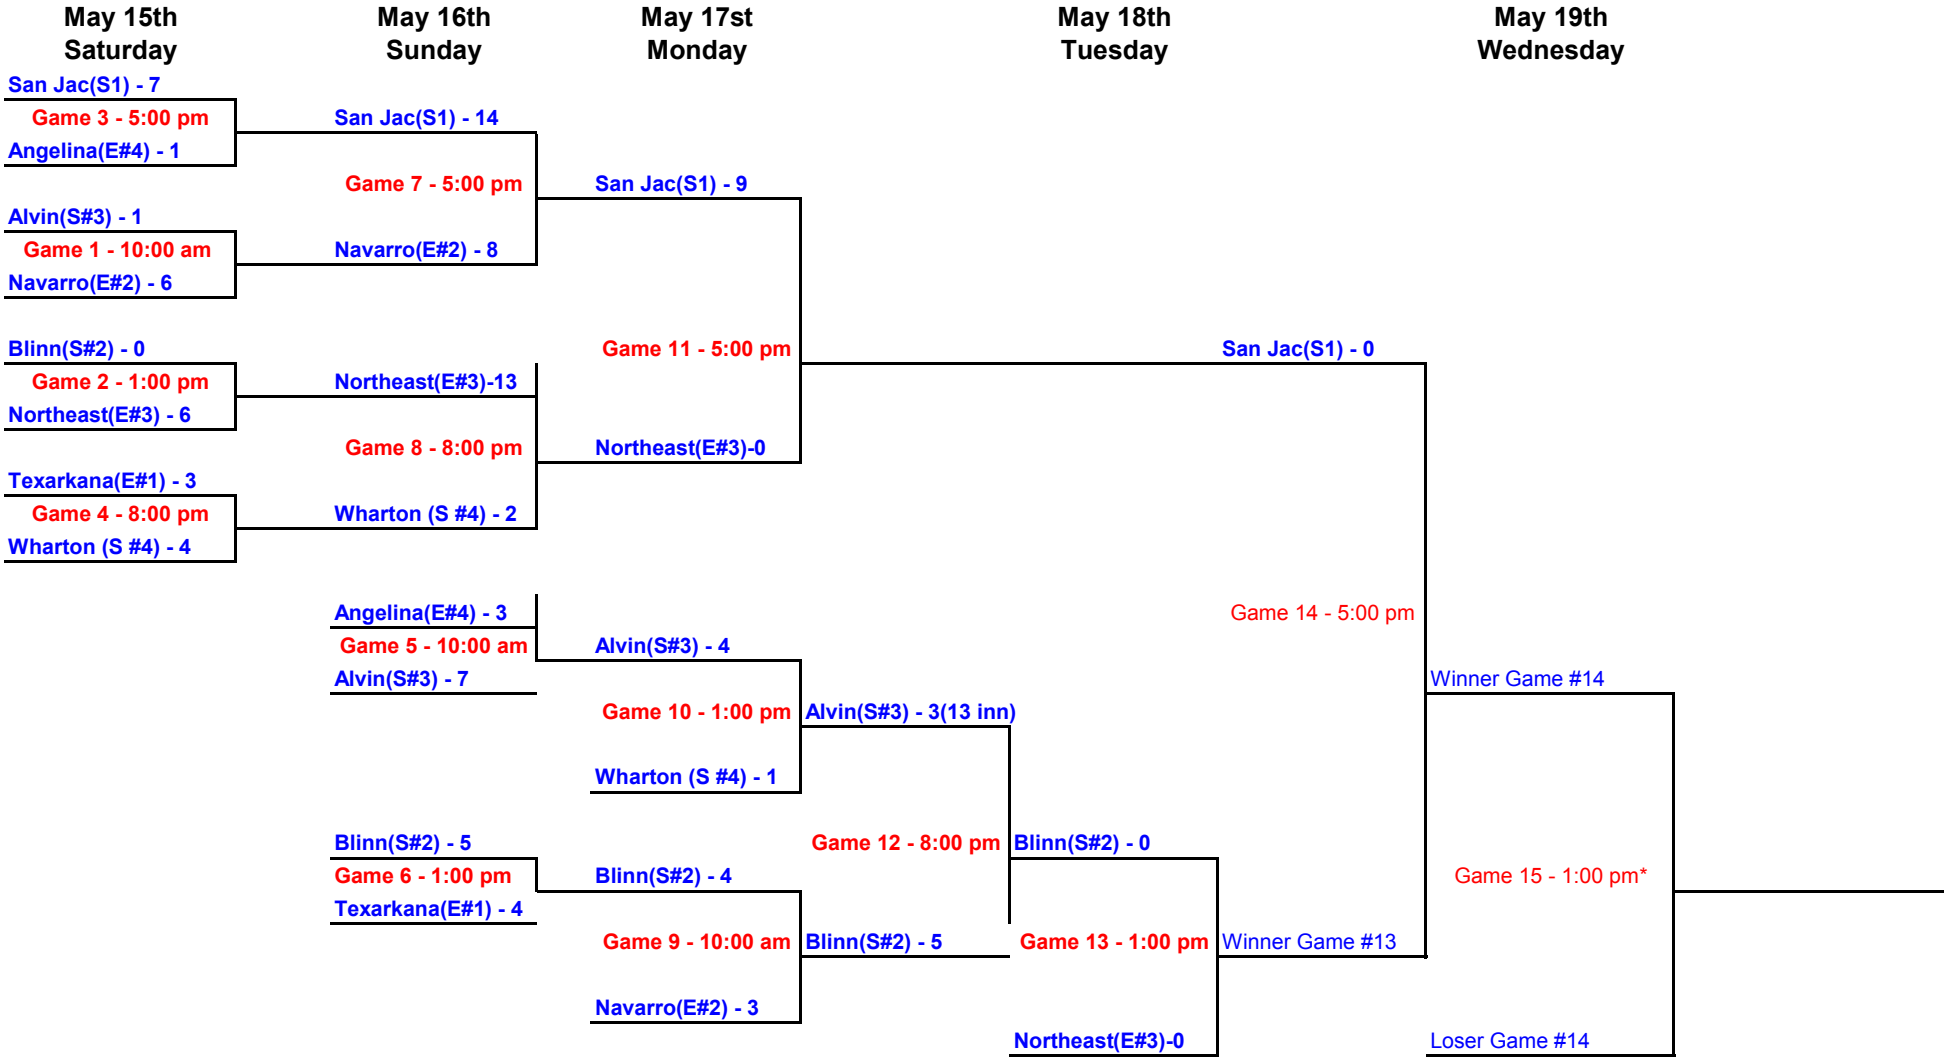 May 15th
Saturday
May 16th
Sunday
May 17st
Monday
May 18th
Tuesday
May 19th
Wednesday
San Jac(S1) - 7
Game 3 - 5:00 pm
Angelina(E#4) - 1
Alvin(S#3) - 1
Game 1 - 10:00 am
Navarro(E#2) - 6
Blinn(S#2) - 0
Game 2 - 1:00 pm
Northeast(E#3) - 6
Texarkana(E#1) - 3
Game 4 - 8:00 pm
Wharton (S #4) - 4
San Jac(S1) - 14
Game 7 - 5:00 pm
Navarro(E#2) - 8
Northeast(E#3)-13
Game 8 - 8:00 pm
Wharton (S #4) - 2
Angelina(E#4) - 3
Game 5 - 10:00 am
Alvin(S#3) - 7
Blinn(S#2) - 5
Game 6 - 1:00 pm
Texarkana(E#1) - 4
San Jac(S1) - 9
Game 11 - 5:00 pm
Northeast(E#3)-0
Alvin(S#3) - 4
Game 10 - 1:00 pm
Wharton (S #4) - 1
Blinn(S#2) - 4
Game 9 - 10:00 am
Navarro(E#2) - 3
Alvin(S#3) - 3(13 inn)
Game 12 - 8:00 pm
Blinn(S#2) - 5
Blinn(S#2) - 0
Game 13 - 1:00 pm
Northeast(E#3)-0
San Jac(S1) - 0
Game 14 - 5:00 pm
Winner Game #13
Winner Game #14
Game 15 - 1:00 pm*
Loser Game #14